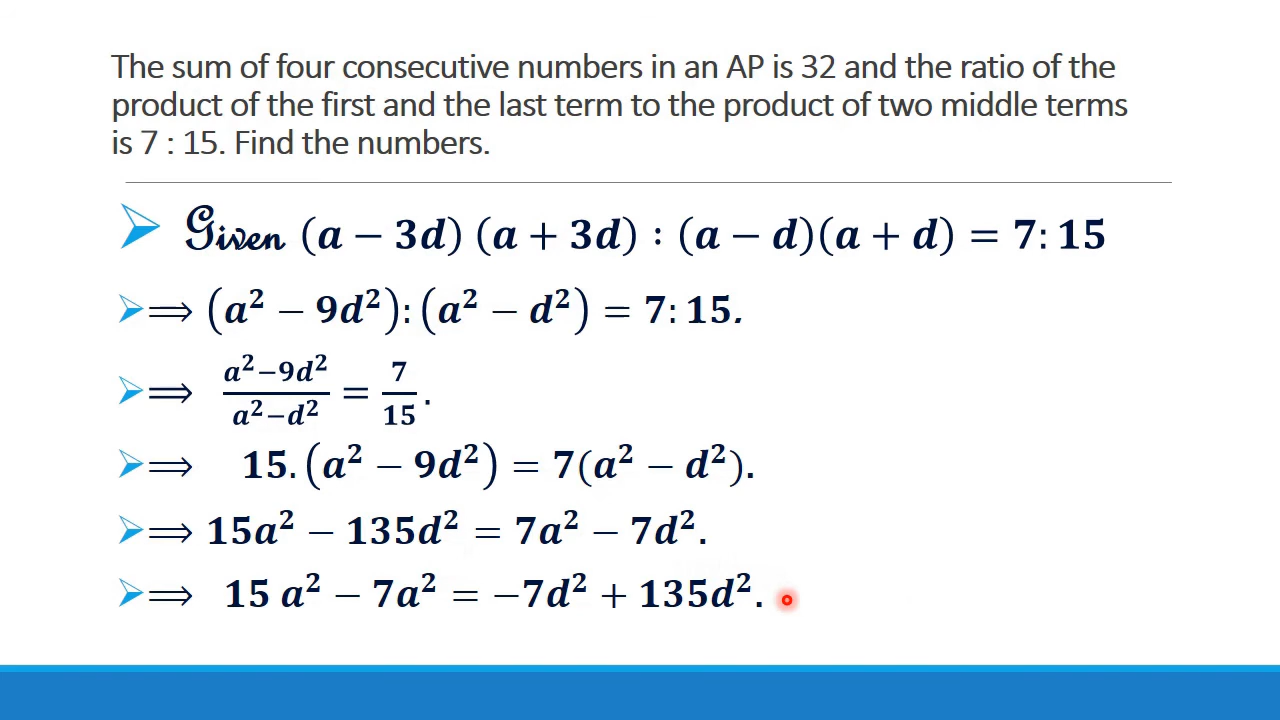 The sum of four consecutive numbers in an AP is 32 and the ratio of the
product of the first and the last term to the product of two middle terms
is 7 : 15. Find the numbers.
➢ Given (a − 3d) (a + 3d) : (a − d)(a + d) = 7: 15
➢⟹ (a² − 9d²): (a² − d²) = 7: 15.
➢⟹ (a²−9d²)/(a²−d²) = 7/15 .
➢⟹ 15. (a² − 9d²) = 7(a² − d²).
➢⟹ 15a² − 135d² = 7a² − 7d².
➢⟹ 15 a² − 7a² = −7d² + 135d².